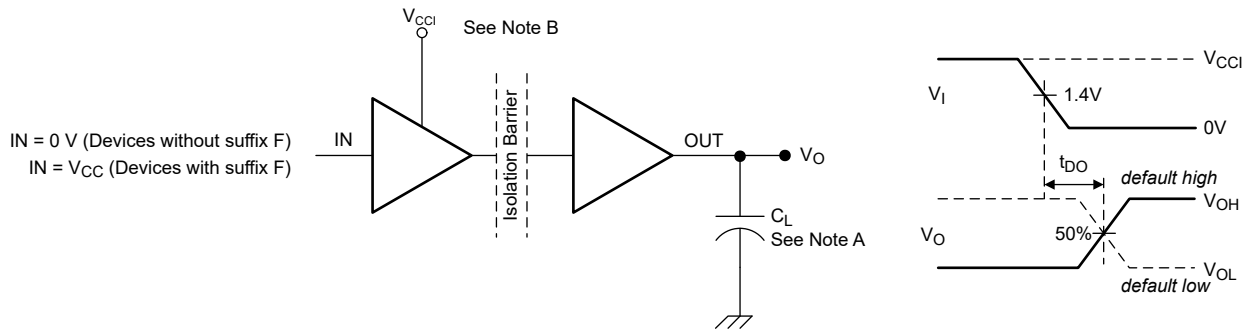 V_CCI
See Note B
IN = 0 V (Devices without suffix F)
IN = V_CC (Devices with suffix F)
IN
Isolation Barrier
OUT
V_O
C_L
See Note A
V_I
V_CCI
1.4V
0V
t_DO
default high
V_OH
V_O
50%
V_OL
default low